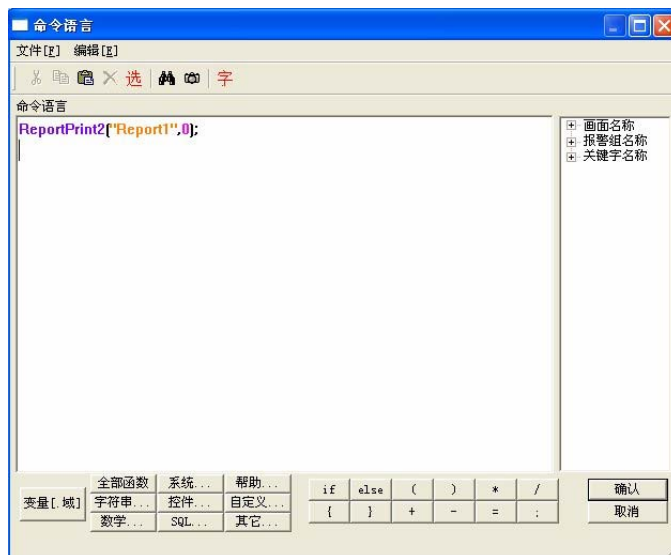 命令语言
文件[F] 编辑[E]
选 字
命令语言
ReportPrint2("Report1",0);
画面名称
报警组名称
关键字名称
变量[.域]
全部函数 系统... 帮助...
字符串... 控件... 自定义...
数学... SQL... 其它...
if else ( ) * /
{ } + - = ;
确认
取消